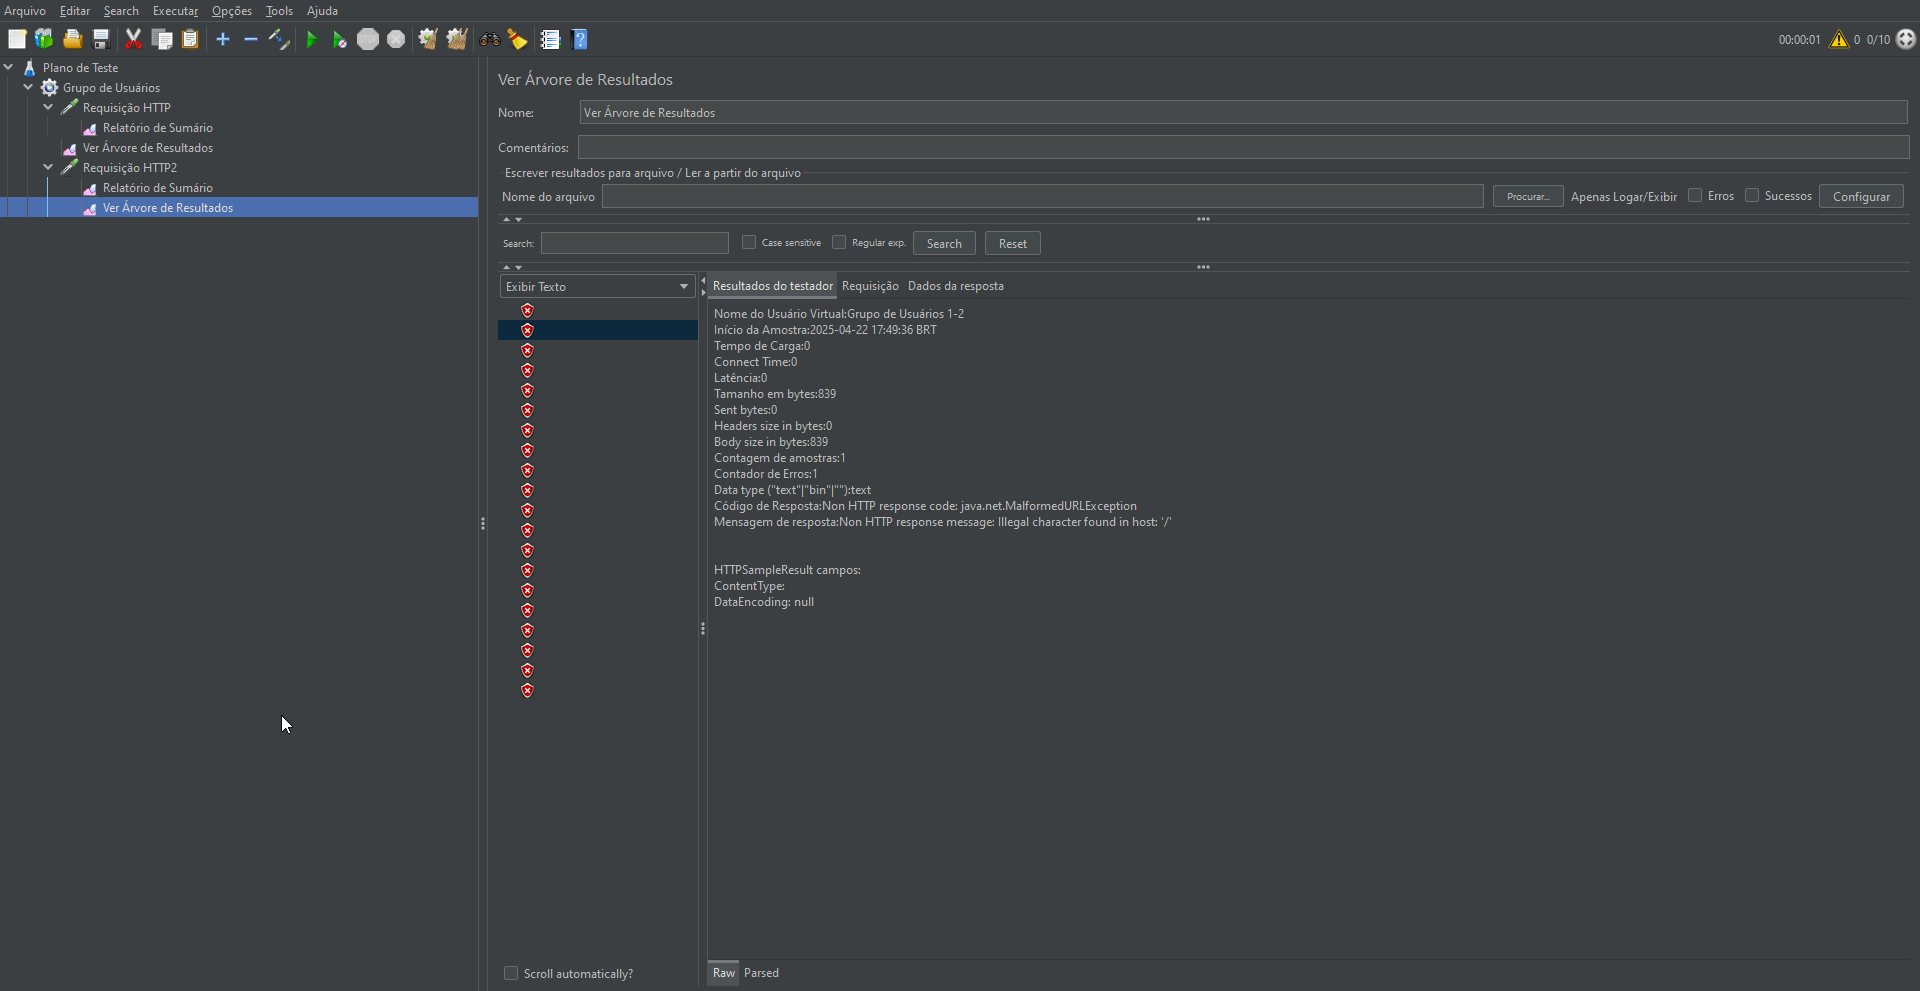 Arquivo Editar Search Executar Opções Tools Ajuda
00:00:01 0 0/10
Plano de Teste
Grupo de Usuários
Requisição HTTP
Relatório de Sumário
Ver Árvore de Resultados
Requisição HTTP2
Relatório de Sumário
Ver Árvore de Resultados
Ver Árvore de Resultados
Nome: Ver Árvore de Resultados
Comentários:
Escrever resultados para arquivo / Ler a partir do arquivo
Nome do arquivo Procurar... Apenas Logar/Exibir Erros Sucessos Configurar
Search: Case sensitive Regular exp. Search Reset
Exibir Texto
Resultados do testador Requisição Dados da resposta
Nome do Usuário Virtual:Grupo de Usuários 1-2
Início da Amostra:2025-04-22 17:49:36 BRT
Tempo de Carga:0
Connect Time:0
Latência:0
Tamanho em bytes:839
Sent bytes:0
Headers size in bytes:0
Body size in bytes:839
Contagem de amostras:1
Contador de Erros:1
Data type ("text"|"bin"|""):text
Código de Resposta:Non HTTP response code: java.net.MalformedURLException
Mensagem de resposta:Non HTTP response message: Illegal character found in host: '/'
HTTPSampleResult campos:
ContentType:
DataEncoding: null
Scroll automatically?
Raw Parsed